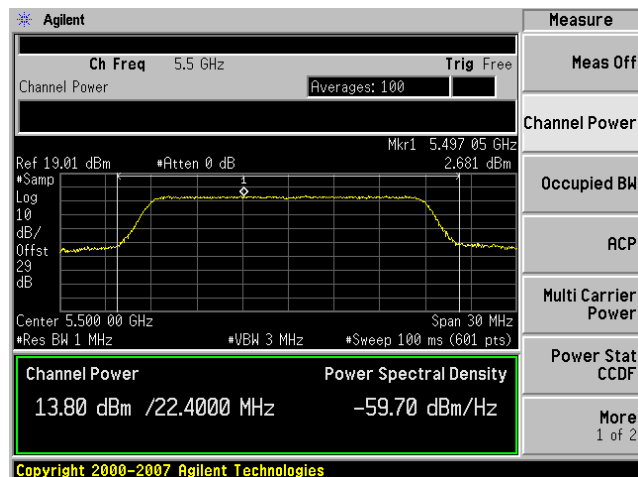 Agilent
Measure
Ch Freq 5.5 GHz Trig Free
Channel Power Averages: 100
Mkr1 5.497 05 GHz
Ref 19.01 dBm #Atten 0 dB 2.681 dBm
#Samp
Log
10
dB/
Offst
29
dB
1
Center 5.500 00 GHz Span 30 MHz
#Res BW 1 MHz #VBW 3 MHz #Sweep 100 ms (601 pts)
Channel Power Power Spectral Density
13.80 dBm /22.4000 MHz -59.70 dBm/Hz
Copyright 2000-2007 Agilent Technologies
Meas Off
Channel Power
Occupied BW
ACP
Multi Carrier
Power
Power Stat
CCDF
More
1 of 2